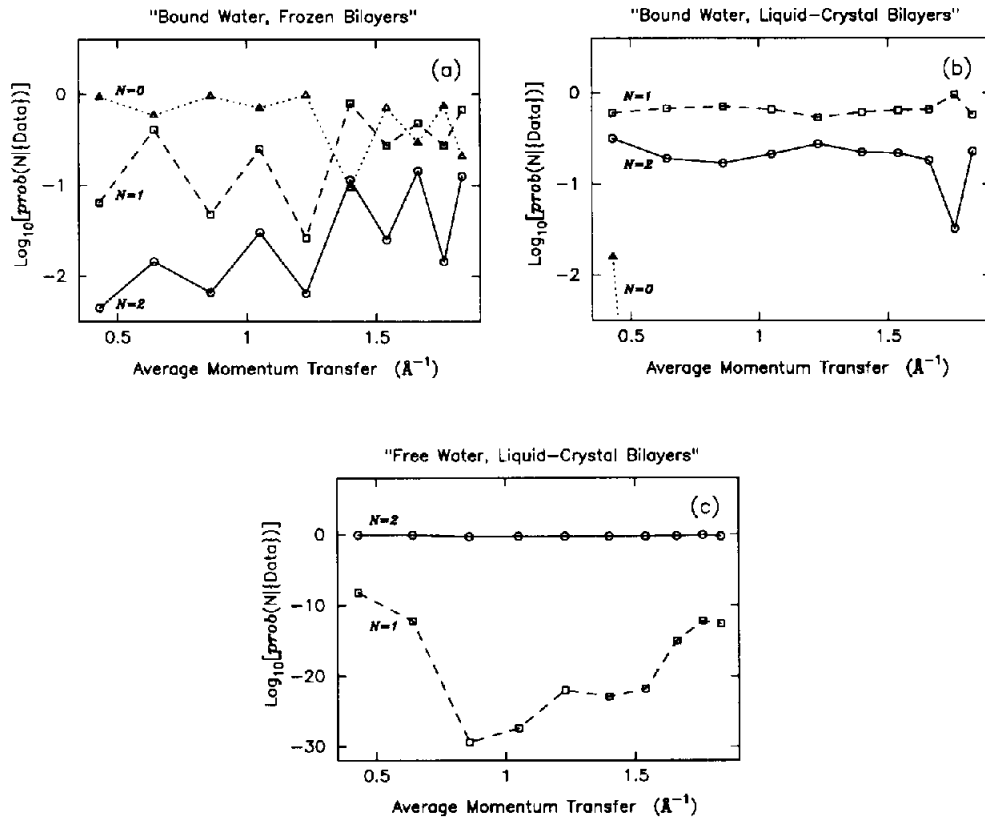 "Bound Water, Frozen Bilayers"
(a)
N=0
N=1
N=2
0
-1
-2
0.5 1 1.5
Log10[prob(N|{Data})]
Average Momentum Transfer (Å⁻¹)
"Bound Water, Liquid-Crystal Bilayers"
(b)
N=1
N=2
N=0
0
-1
-2
0.5 1 1.5
Log10[prob(N|{Data})]
Average Momentum Transfer (Å⁻¹)
"Free Water, Liquid-Crystal Bilayers"
(c)
N=2
N=1
0
-10
-20
-30
0.5 1 1.5
Log10[prob(N|{Data})]
Average Momentum Transfer (Å⁻¹)